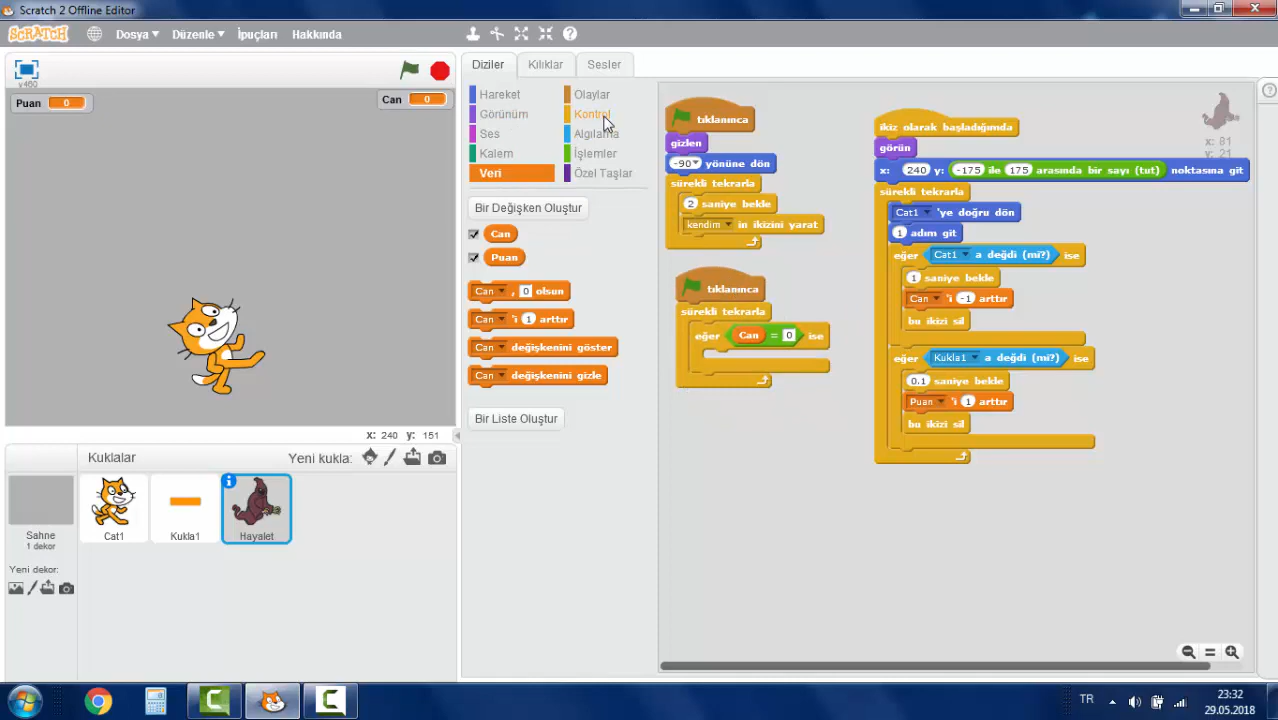 Scratch 2 Offline Editor
SCRATCH Dosya Düzenle İpuçları Hakkında
v460
Puan 0
Can 0
x: 240 y: 151
Kuklalar Yeni kukla:
Sahne
1 dekor
Yeni dekor:
Cat1
Kukla1
Hayalet
Diziler Kılıklar Sesler
Hareket Olaylar
Görünüm Kontrol
Ses Algılama
Kalem İşlemler
Veri Özel Taşlar
Bir Değişken Oluştur
Can
Puan
Can , 0 olsun
Can 'i 1 arttır
Can değişkenini göster
Can değişkenini gizle
Bir Liste Oluştur
tıklanınca
gizlen
-90 yönüne dön
sürekli tekrarla
2 saniye bekle
kendim in ikizini yarat
tıklanınca
sürekli tekrarla
eğer Can = 0 ise
ikiz olarak başladığımda
görün
x: 240 y: -175 ile 175 arasında bir sayı (tut) noktasına git
sürekli tekrarla
Cat1 'ye doğru dön
1 adım git
eğer Cat1 a değdi (mi?) ise
1 saniye bekle
Can 'i -1 arttır
bu ikizi sil
eğer Kukla1 a değdi (mi?) ise
0.1 saniye bekle
Puan 'i 1 arttır
bu ikizi sil
x: 81
y: 21
TR
23:32
29.05.2018